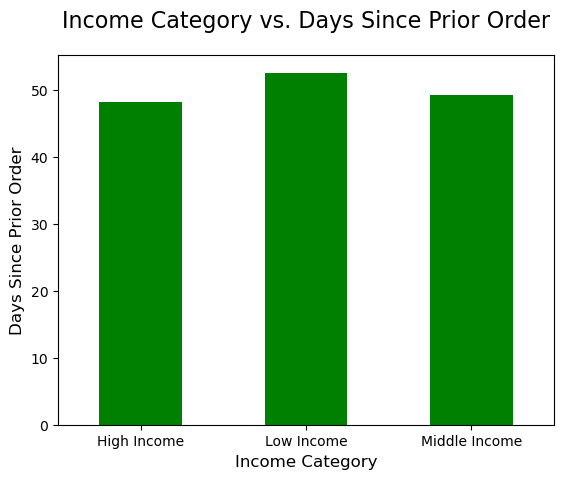 Income Category vs. Days Since Prior Order
Days Since Prior Order
50
40
30
20
10
0
High Income Low Income Middle Income
Income Category